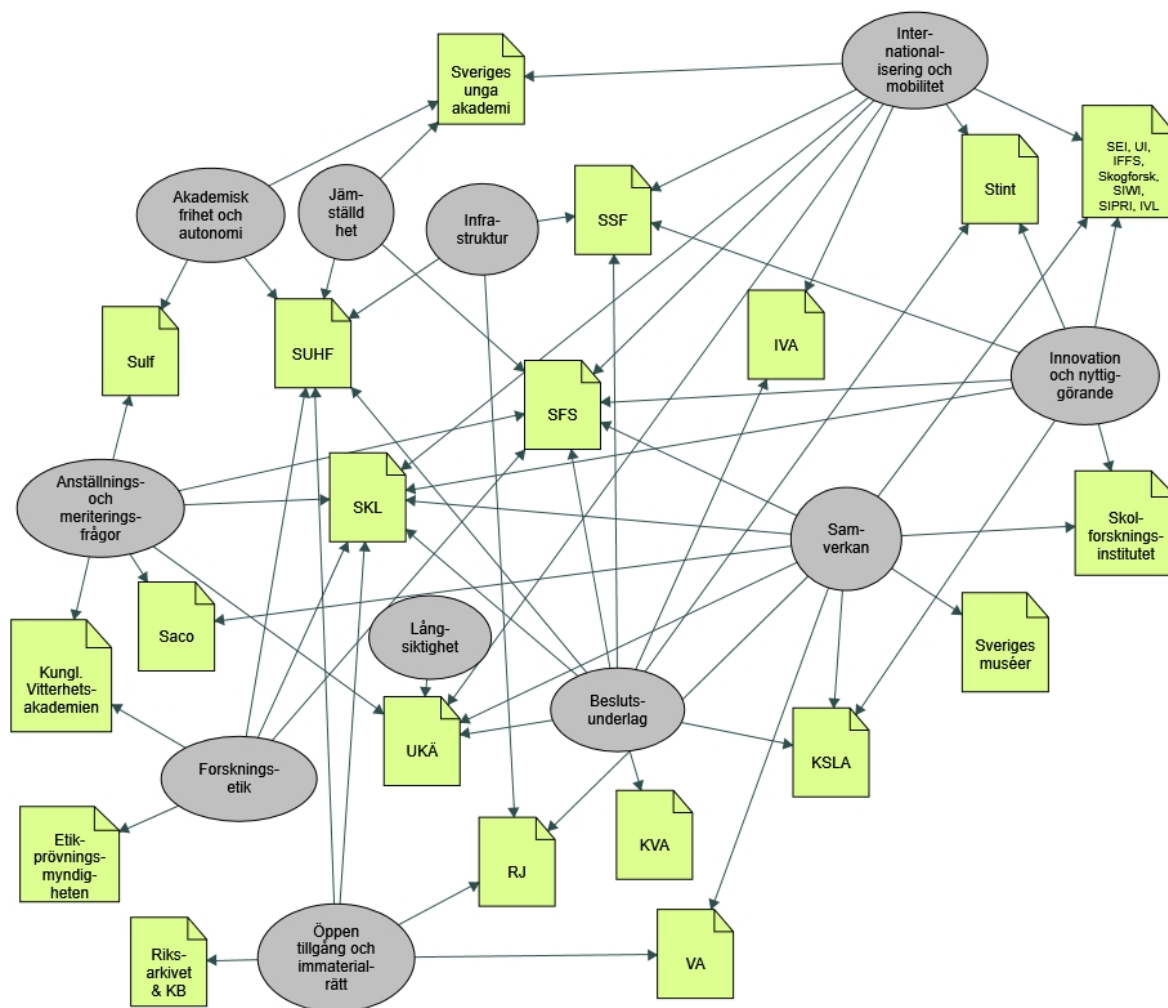 Inter-
national-
isering och
mobilitet
Sveriges
unga
akademi
SEI, UI,
IFFS,
Skogforsk,
SIWI,
SIPRI, IVL
Stint
Akademisk
frihet och
autonomi
Jäm-
ställd
het
Infra-
struktur
SSF
IVA
Sulf
SUHF
Innovation
och nyttig-
görande
SFS
Anställnings-
och
meriterings-
frågor
SKL
Sam-
verkan
Skol-
forsknings-
institutet
Saco
Lång-
siktighet
Sveriges
muséer
Kungl.
Vitterhets-
akademien
Besluts-
underlag
UKÄ
KSLA
Forsknings-
etik
Etik-
prövnings-
myndig-
heten
RJ
KVA
Öppen
tillgång och
immaterial-
rätt
Riks-
arkivet
& KB
VA